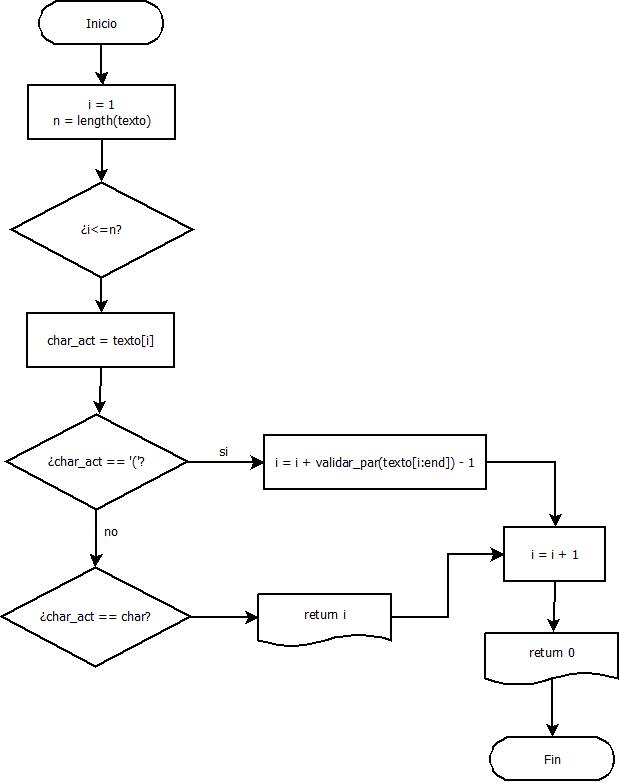 Inicio
i = 1
n = length(texto)
¿i<=n?
char_act = texto[i]
¿char_act == '('?
si
i = i + validar_par(texto[i:end]) - 1
no
i = i + 1
¿char_act == char?
return i
return 0
Fin